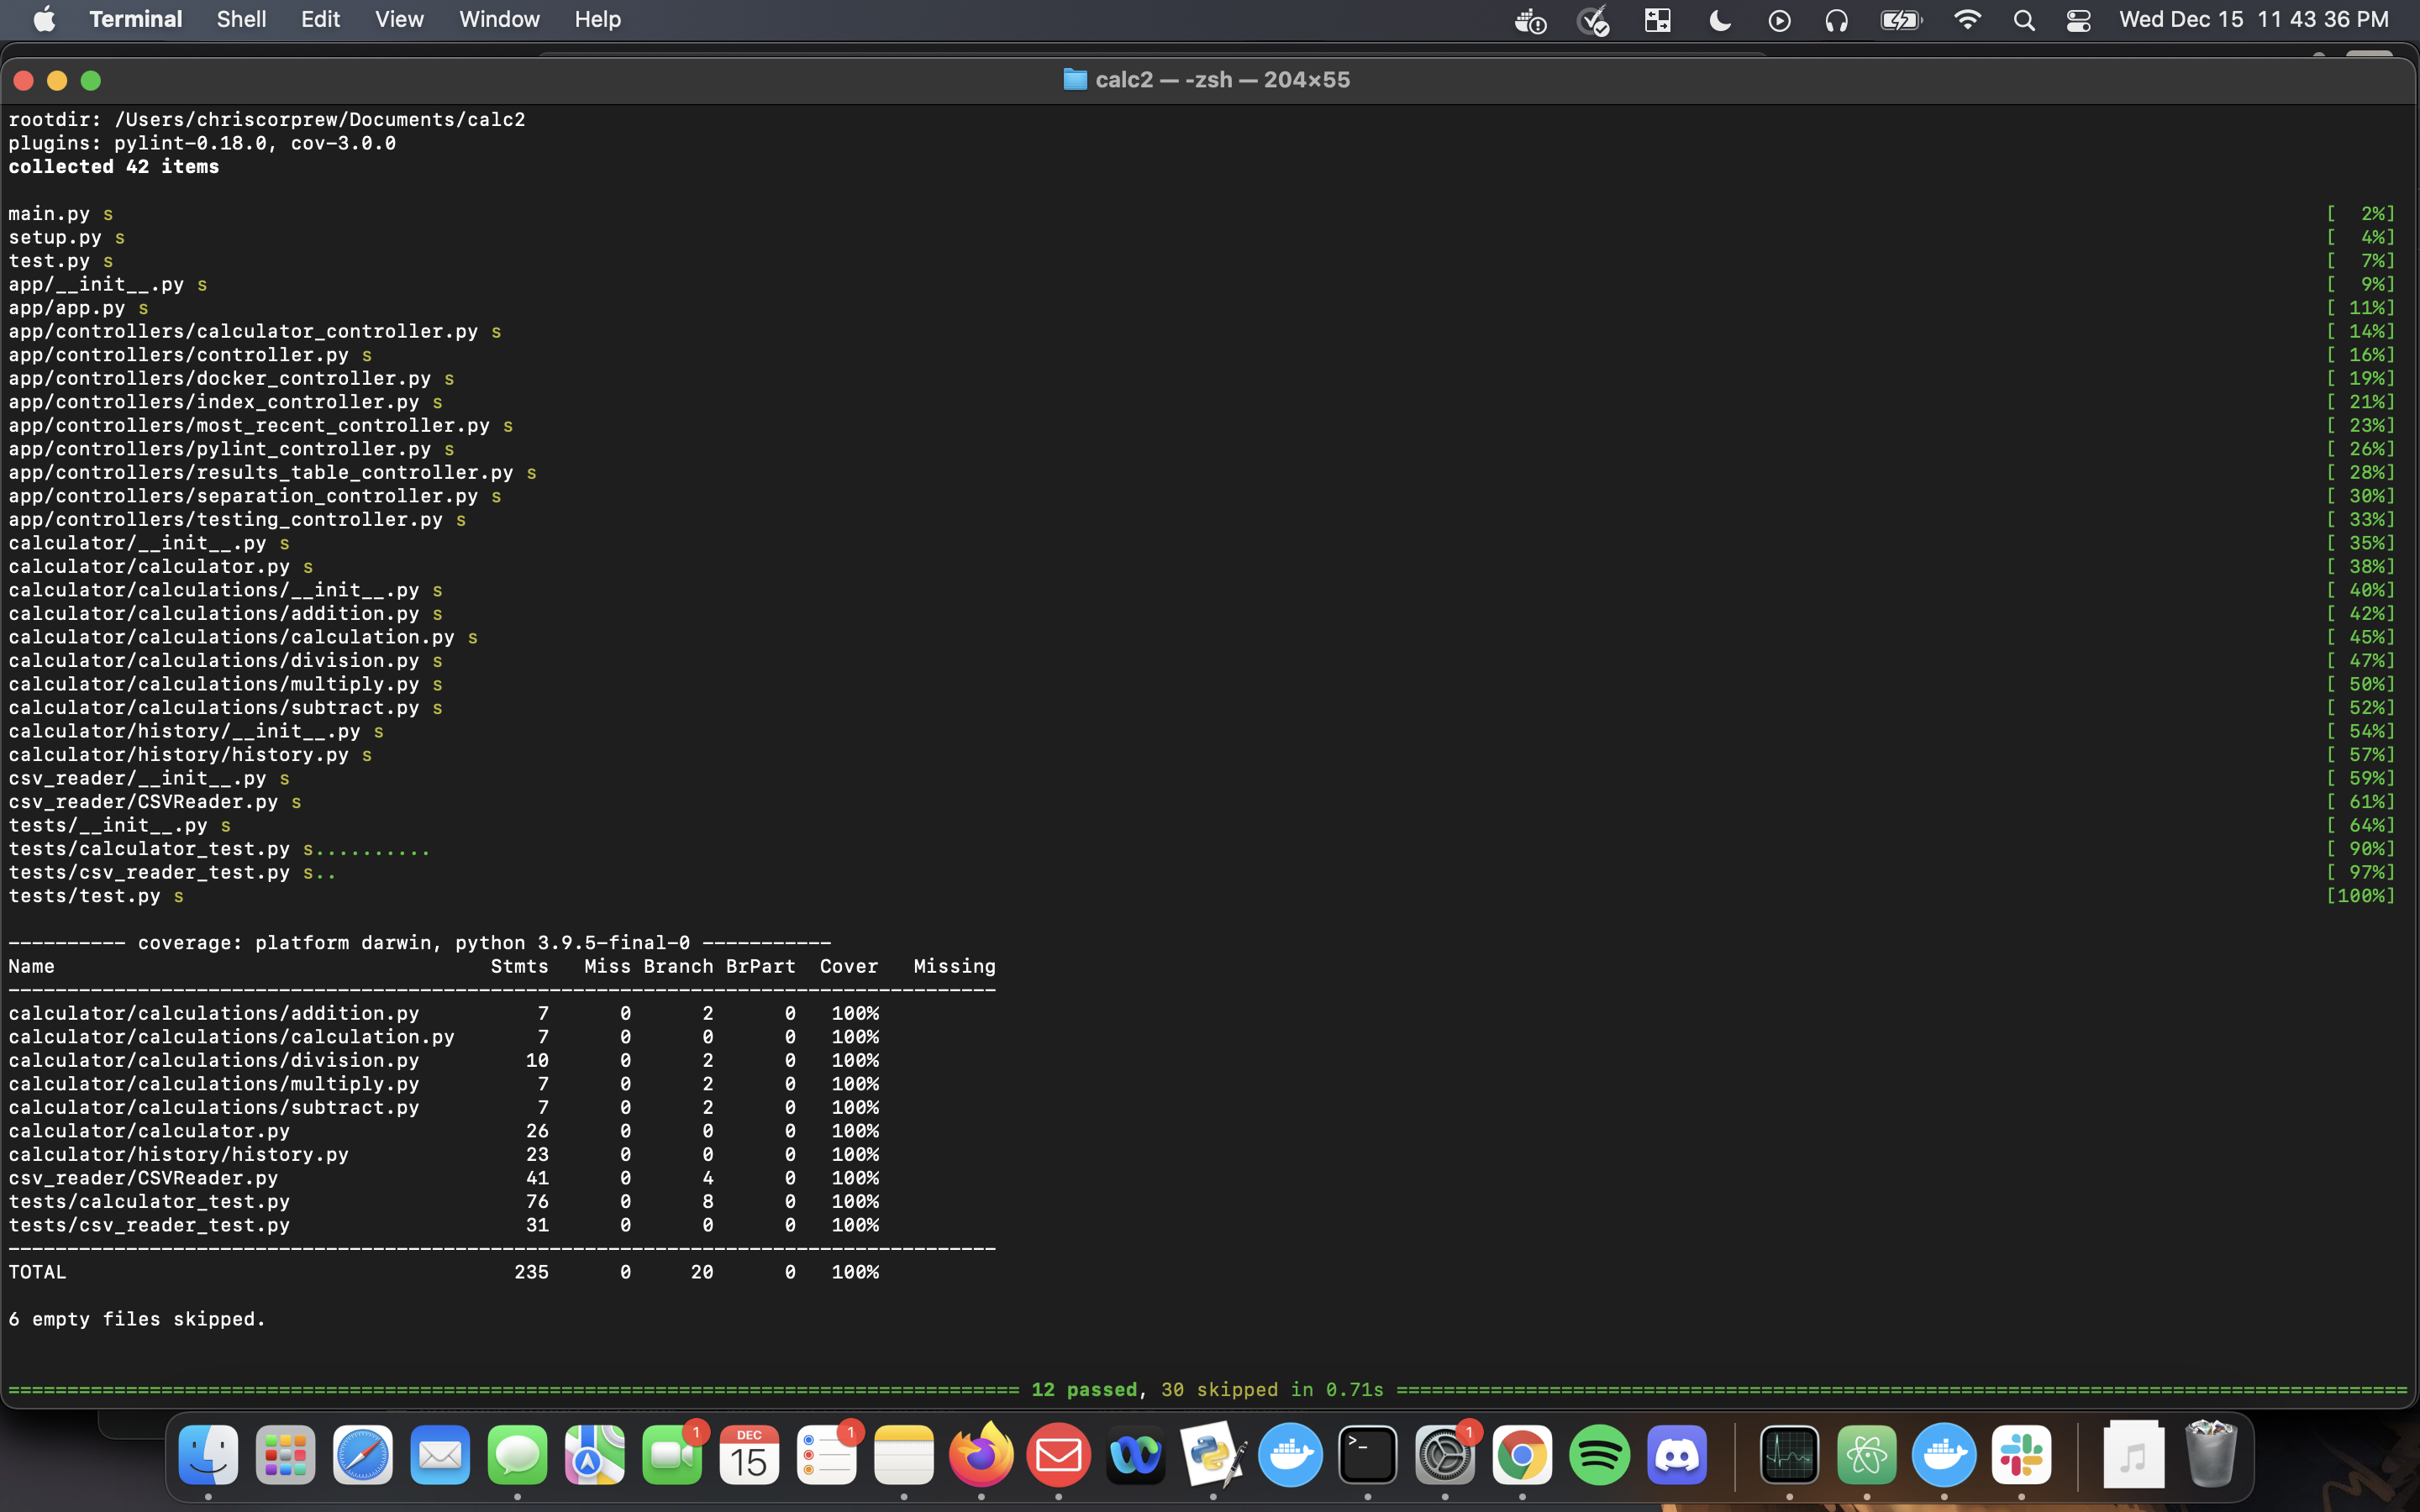 Terminal Shell Edit View Window Help Wed Dec 15 11 43 36 PM
calc2 — -zsh — 204×55
rootdir: /Users/chriscorprew/Documents/calc2
plugins: pylint-0.18.0, cov-3.0.0
collected 42 items
main.py s [ 2%]
setup.py s [ 4%]
test.py s [ 7%]
app/__init__.py s [ 9%]
app/app.py s [ 11%]
app/controllers/calculator_controller.py s [ 14%]
app/controllers/controller.py s [ 16%]
app/controllers/docker_controller.py s [ 19%]
app/controllers/index_controller.py s [ 21%]
app/controllers/most_recent_controller.py s [ 23%]
app/controllers/pylint_controller.py s [ 26%]
app/controllers/results_table_controller.py s [ 28%]
app/controllers/separation_controller.py s [ 30%]
app/controllers/testing_controller.py s [ 33%]
calculator/__init__.py s [ 35%]
calculator/calculator.py s [ 38%]
calculator/calculations/__init__.py s [ 40%]
calculator/calculations/addition.py s [ 42%]
calculator/calculations/calculation.py s [ 45%]
calculator/calculations/division.py s [ 47%]
calculator/calculations/multiply.py s [ 50%]
calculator/calculations/subtract.py s [ 52%]
calculator/history/__init__.py s [ 54%]
calculator/history/history.py s [ 57%]
csv_reader/__init__.py s [ 59%]
csv_reader/CSVReader.py s [ 61%]
tests/__init__.py s [ 64%]
tests/calculator_test.py s.......... [ 90%]
tests/csv_reader_test.py s.. [ 97%]
tests/test.py s [100%]
---------- coverage: platform darwin, python 3.9.5-final-0 -----------
Name Stmts Miss Branch BrPart Cover Missing
------------------------------------------------------------------------------------
calculator/calculations/addition.py 7 0 2 0 100%
calculator/calculations/calculation.py 7 0 0 0 100%
calculator/calculations/division.py 10 0 2 0 100%
calculator/calculations/multiply.py 7 0 2 0 100%
calculator/calculations/subtract.py 7 0 2 0 100%
calculator/calculator.py 26 0 0 0 100%
calculator/history/history.py 23 0 0 0 100%
csv_reader/CSVReader.py 41 0 4 0 100%
tests/calculator_test.py 76 0 8 0 100%
tests/csv_reader_test.py 31 0 0 0 100%
------------------------------------------------------------------------------------
TOTAL 235 0 20 0 100%
6 empty files skipped.
====================== 12 passed, 30 skipped in 0.71s ======================
1 DEC 15 1 >_ 1